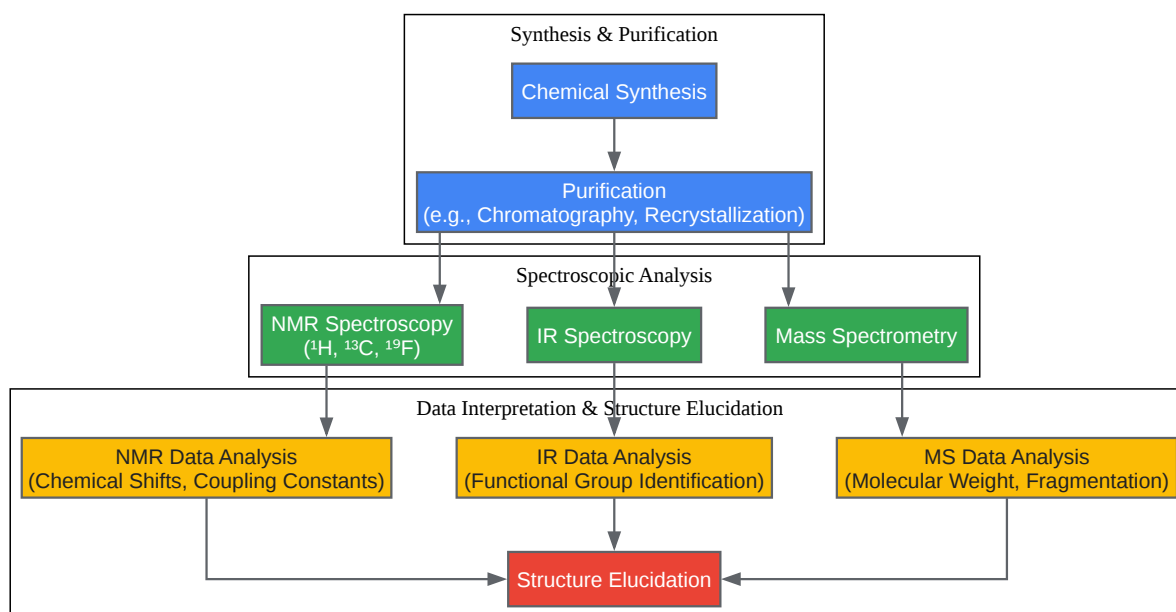 Synthesis & Purification
Chemical Synthesis
Purification
(e.g., Chromatography, Recrystallization)
Spectroscopic Analysis
NMR Spectroscopy
(¹H, ¹³C, ¹⁹F)
IR Spectroscopy
Mass Spectrometry
Data Interpretation & Structure Elucidation
NMR Data Analysis
(Chemical Shifts, Coupling Constants)
IR Data Analysis
(Functional Group Identification)
MS Data Analysis
(Molecular Weight, Fragmentation)
Structure Elucidation